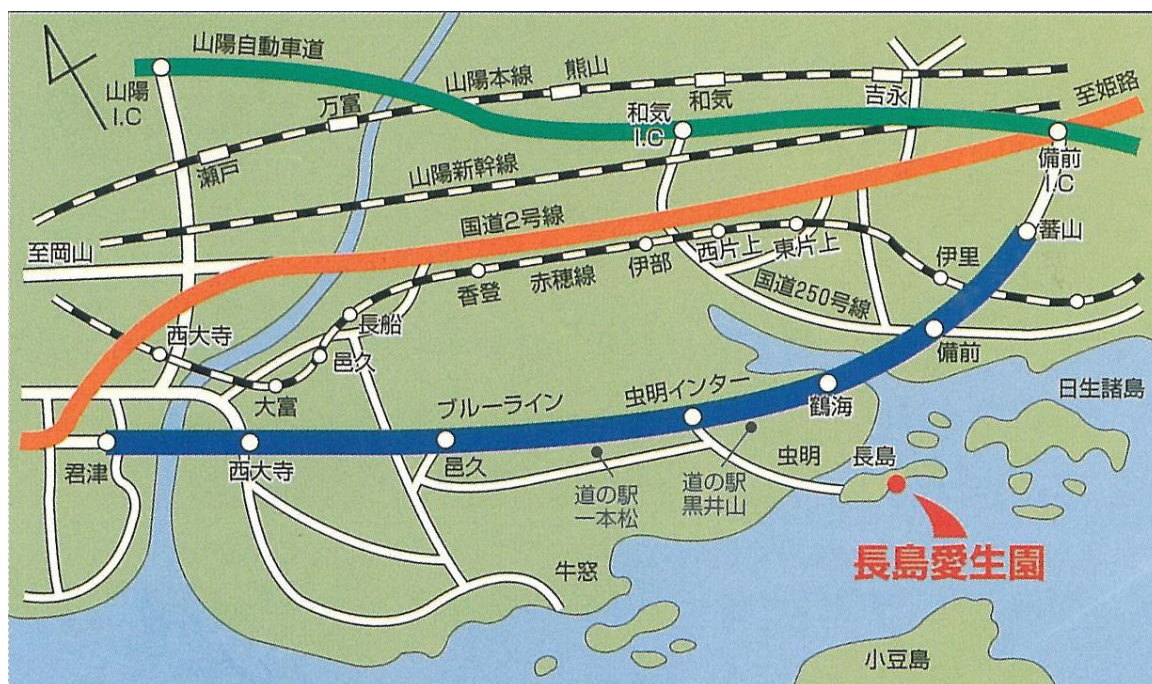 山陽自動車道
山陽
I.C
山陽本線
熊山
万富
和気
吉永
至姫路
和気
I.C
備前
I.C
瀬戸
山陽新幹線
国道2号線
至岡山
蕃山
西片上
東片上
伊部
伊里
香登
赤穂線
国道250号線
長船
西大寺
邑久
備前
大富
ブルーライン
虫明インター
鶴海
日生諸島
君津
西大寺
邑久
道の駅
一本松
道の駅
黒井山
虫明
長島
長島愛生園
牛窓
小豆島